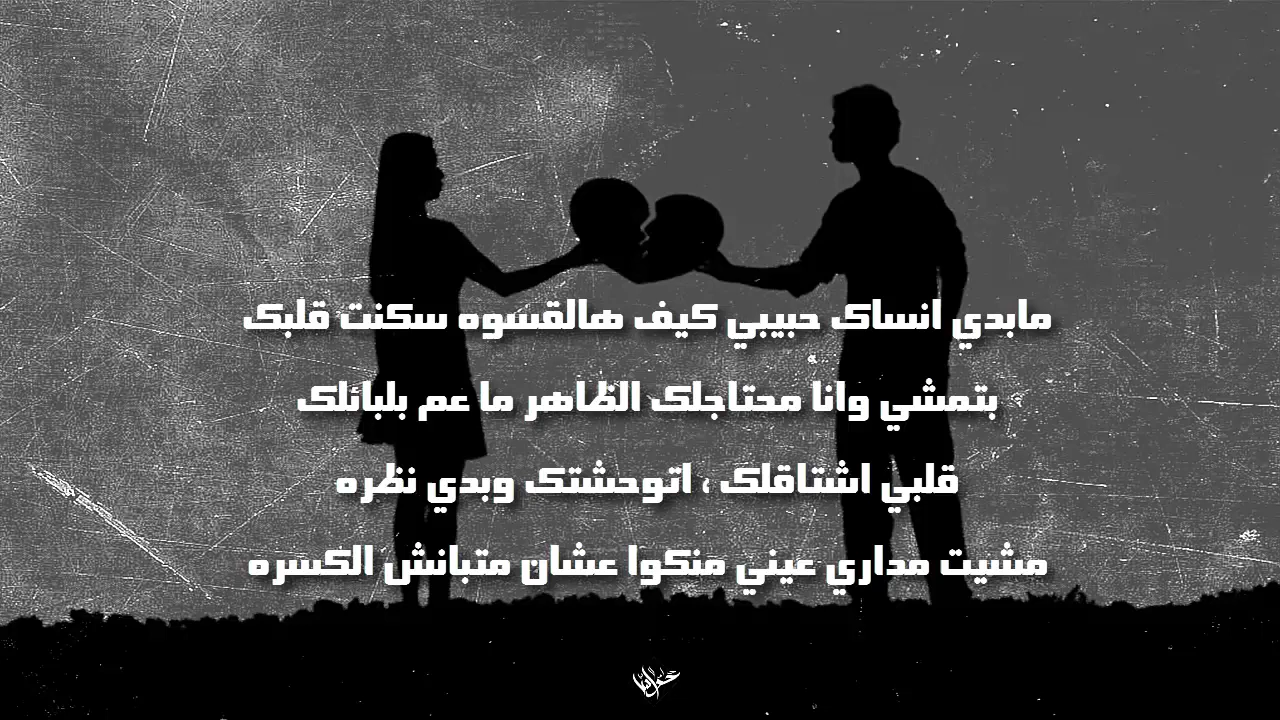 مابدي انساك حبيبي كيف هالقسوه سكنت قلبك
بتمشي وانا محتاجلك الظاهر ما عم بلبائلك
قلبي اشتاقلك ، اتوحشتك وبدي نظره
مشيت مداري عيني منكوا عشان متبانش الكسره